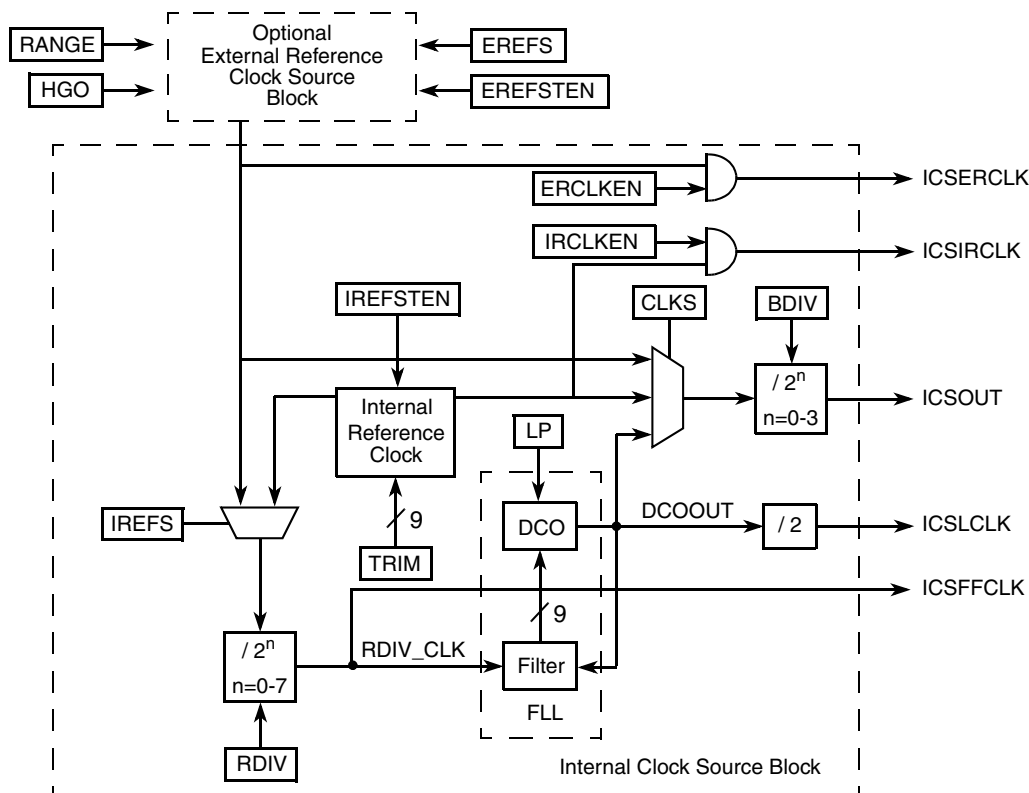 Optional
External Reference
Clock Source
Block
RANGE
HGO
EREFS
EREFSTEN
ERCLKEN
ICSERCLK
IRCLKEN
ICSIRCLK
IREFSTEN
CLKS
BDIV
Internal
Reference
Clock
/ 2ⁿ
n=0-3
ICSOUT
LP
IREFS
9
TRIM
DCO
DCOOUT
/ 2
ICSLCLK
ICSFFCLK
9
/ 2ⁿ
n=0-7
RDIV_CLK
Filter
FLL
RDIV
Internal Clock Source Block